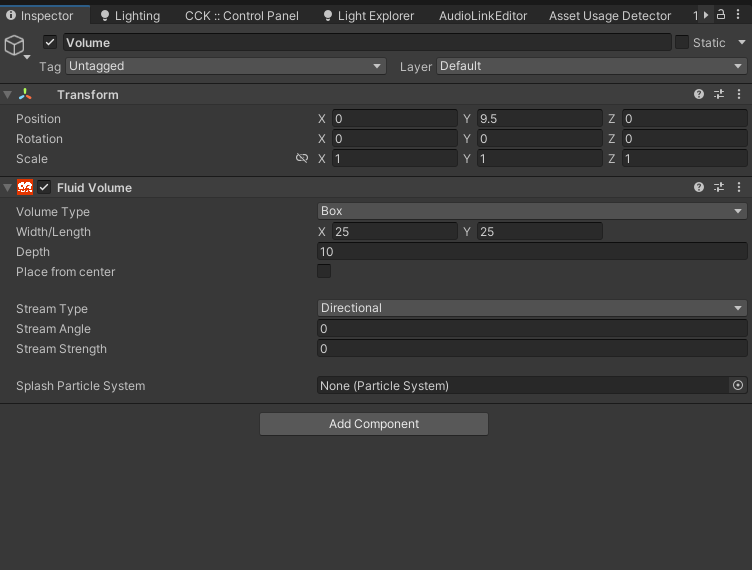 Inspector Lighting CCK :: Control Panel Light Explorer AudioLinkEditor Asset Usage Detector 1
Volume Static
Tag Untagged Layer Default
Transform
Position X 0 Y 9.5 Z 0
Rotation X 0 Y 0 Z 0
Scale X 1 Y 1 Z 1
Fluid Volume
Volume Type Box
Width/Length X 25 Y 25
Depth 10
Place from center
Stream Type Directional
Stream Angle 0
Stream Strength 0
Splash Particle System None (Particle System)
Add Component